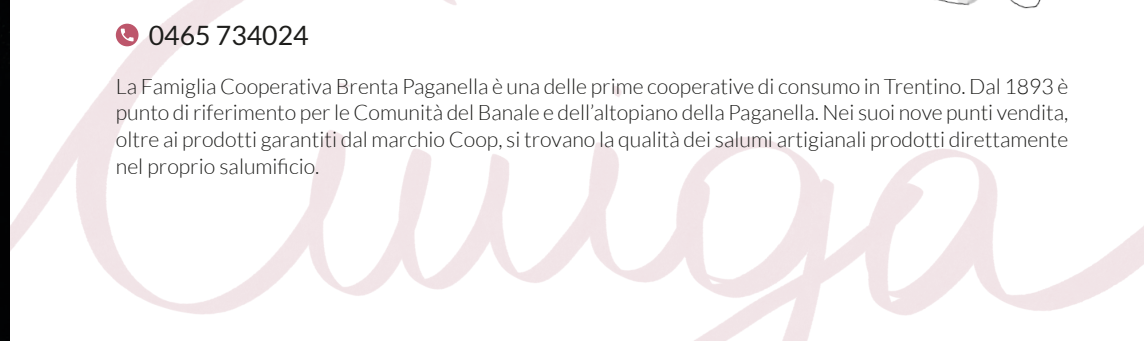 0465 734024
La Famiglia Cooperativa Brenta Paganella è una delle prime cooperative di consumo in Trentino. Dal 1893 è
punto di riferimento per le Comunità del Banale e dell'altopiano della Paganella. Nei suoi nove punti vendita,
oltre ai prodotti garantiti dal marchio Coop, si trovano la qualità dei salumi artigianali prodotti direttamente
nel proprio salumificio.
Ciuiga